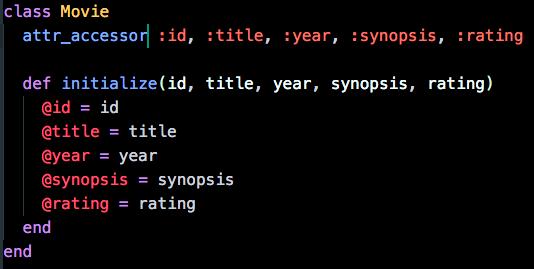 class Movie
  attr_accessor :id, :title, :year, :synopsis, :rating
  def initialize(id, title, year, synopsis, rating)
    @id = id
    @title = title
    @year = year
    @synopsis = synopsis
    @rating = rating
  end
end